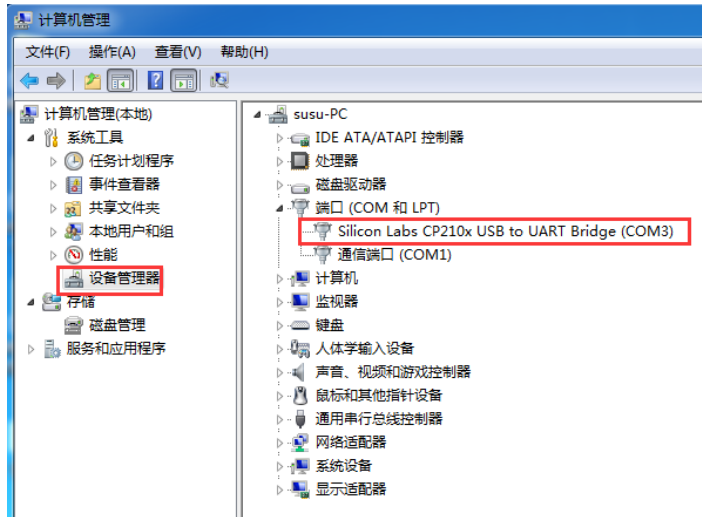 计算机管理
文件(F) 操作(A) 查看(V) 帮助(H)
计算机管理(本地)
系统工具
任务计划程序
事件查看器
共享文件夹
本地用户和组
性能
设备管理器
存储
磁盘管理
服务和应用程序
susu-PC
IDE ATA/ATAPI 控制器
处理器
磁盘驱动器
端口 (COM 和 LPT)
Silicon Labs CP210x USB to UART Bridge (COM3)
通信端口 (COM1)
计算机
监视器
键盘
人体学输入设备
声音、视频和游戏控制器
鼠标和其他指针设备
通用串行总线控制器
网络适配器
系统设备
显示适配器